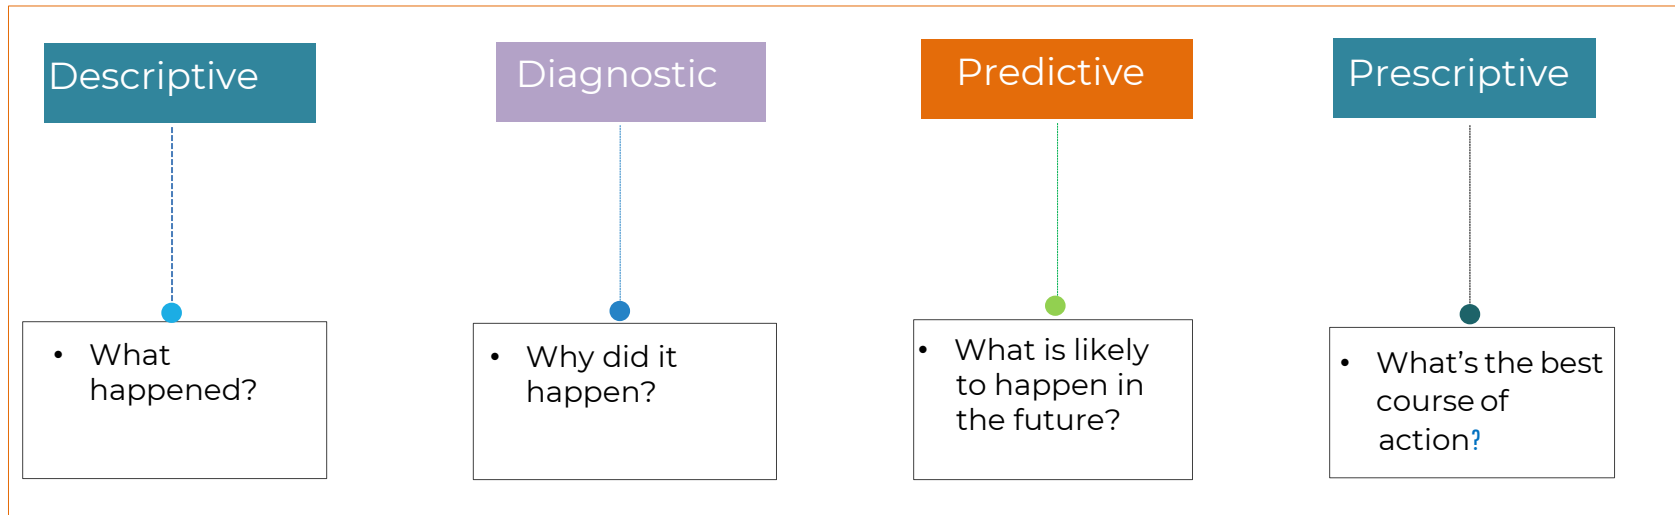 Descriptive
Diagnostic
Predictive
Prescriptive
• What
happened?
• Why did it
happen?
• What is likely
to happen in
the future?
• What’s the best
course of
action?